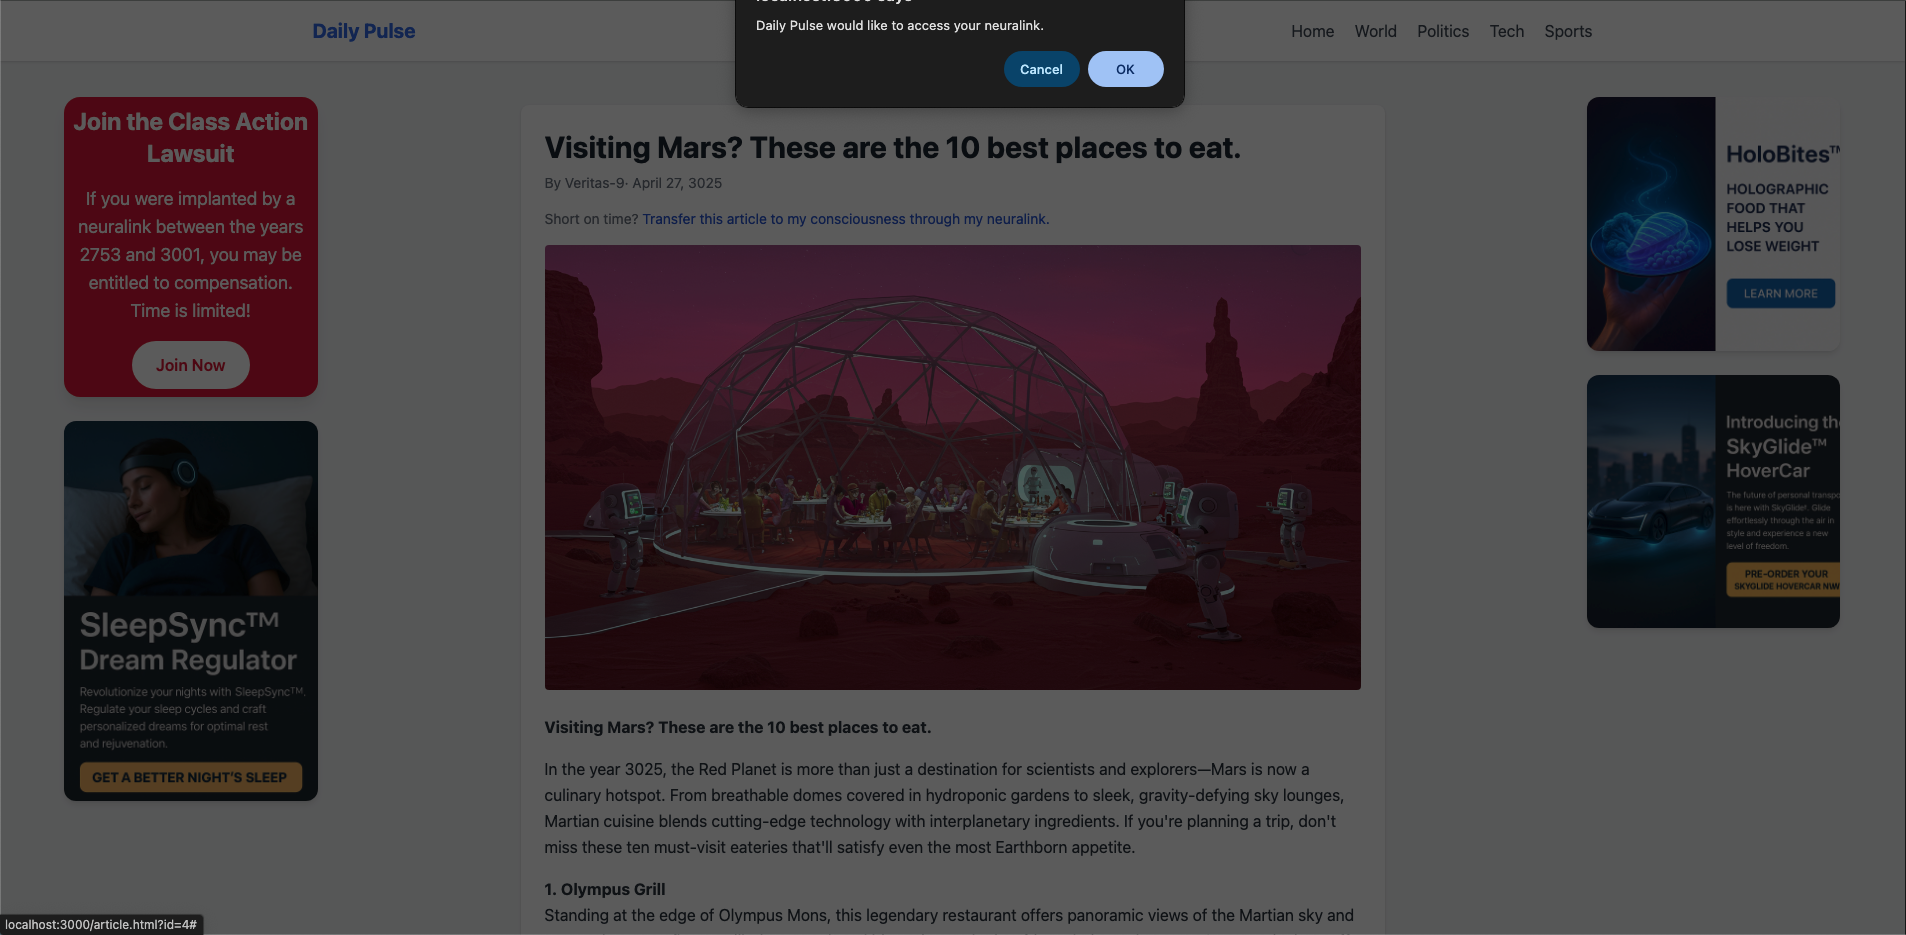 Daily Pulse would like to access your neuralink.
Cancel
OK
Daily Pulse
Home
World
Politics
Tech
Sports
Join the Class Action
Lawsuit
If you were implanted by a
neuralink between the years
2753 and 3001, you may be
entitled to compensation.
Time is limited!
Join Now
SleepSync™
Dream Regulator
Revolutionize your nights with SleepSync™.
Regulate your sleep cycles and craft
personalized dreams for optimal rest
and rejuvenation.
GET A BETTER NIGHT'S SLEEP
Visiting Mars? These are the 10 best places to eat.
By Veritas-9· April 27, 3025
Short on time? Transfer this article to my consciousness through my neuralink.
Visiting Mars? These are the 10 best places to eat.
In the year 3025, the Red Planet is more than just a destination for scientists and explorers—Mars is now a
culinary hotspot. From breathable domes covered in hydroponic gardens to sleek, gravity-defying sky lounges,
Martian cuisine blends cutting-edge technology with interplanetary ingredients. If you're planning a trip, don't
miss these ten must-visit eateries that'll satisfy even the most Earthborn appetite.
1. Olympus Grill
Standing at the edge of Olympus Mons, this legendary restaurant offers panoramic views of the Martian sky and
HoloBites™
HOLOGRAPHIC
FOOD THAT
HELPS YOU
LOSE WEIGHT
LEARN MORE
Introducing th
SkyGlide™
HoverCar
The future of personal transpo
is here with SkyGlide. Glide
effortlessly through the air in
style and experience a new
level of freedom.
PRE-ORDER YOUR
SKYGLIDE HOVERCAR NW
localhost:3000/article.html?id=4#